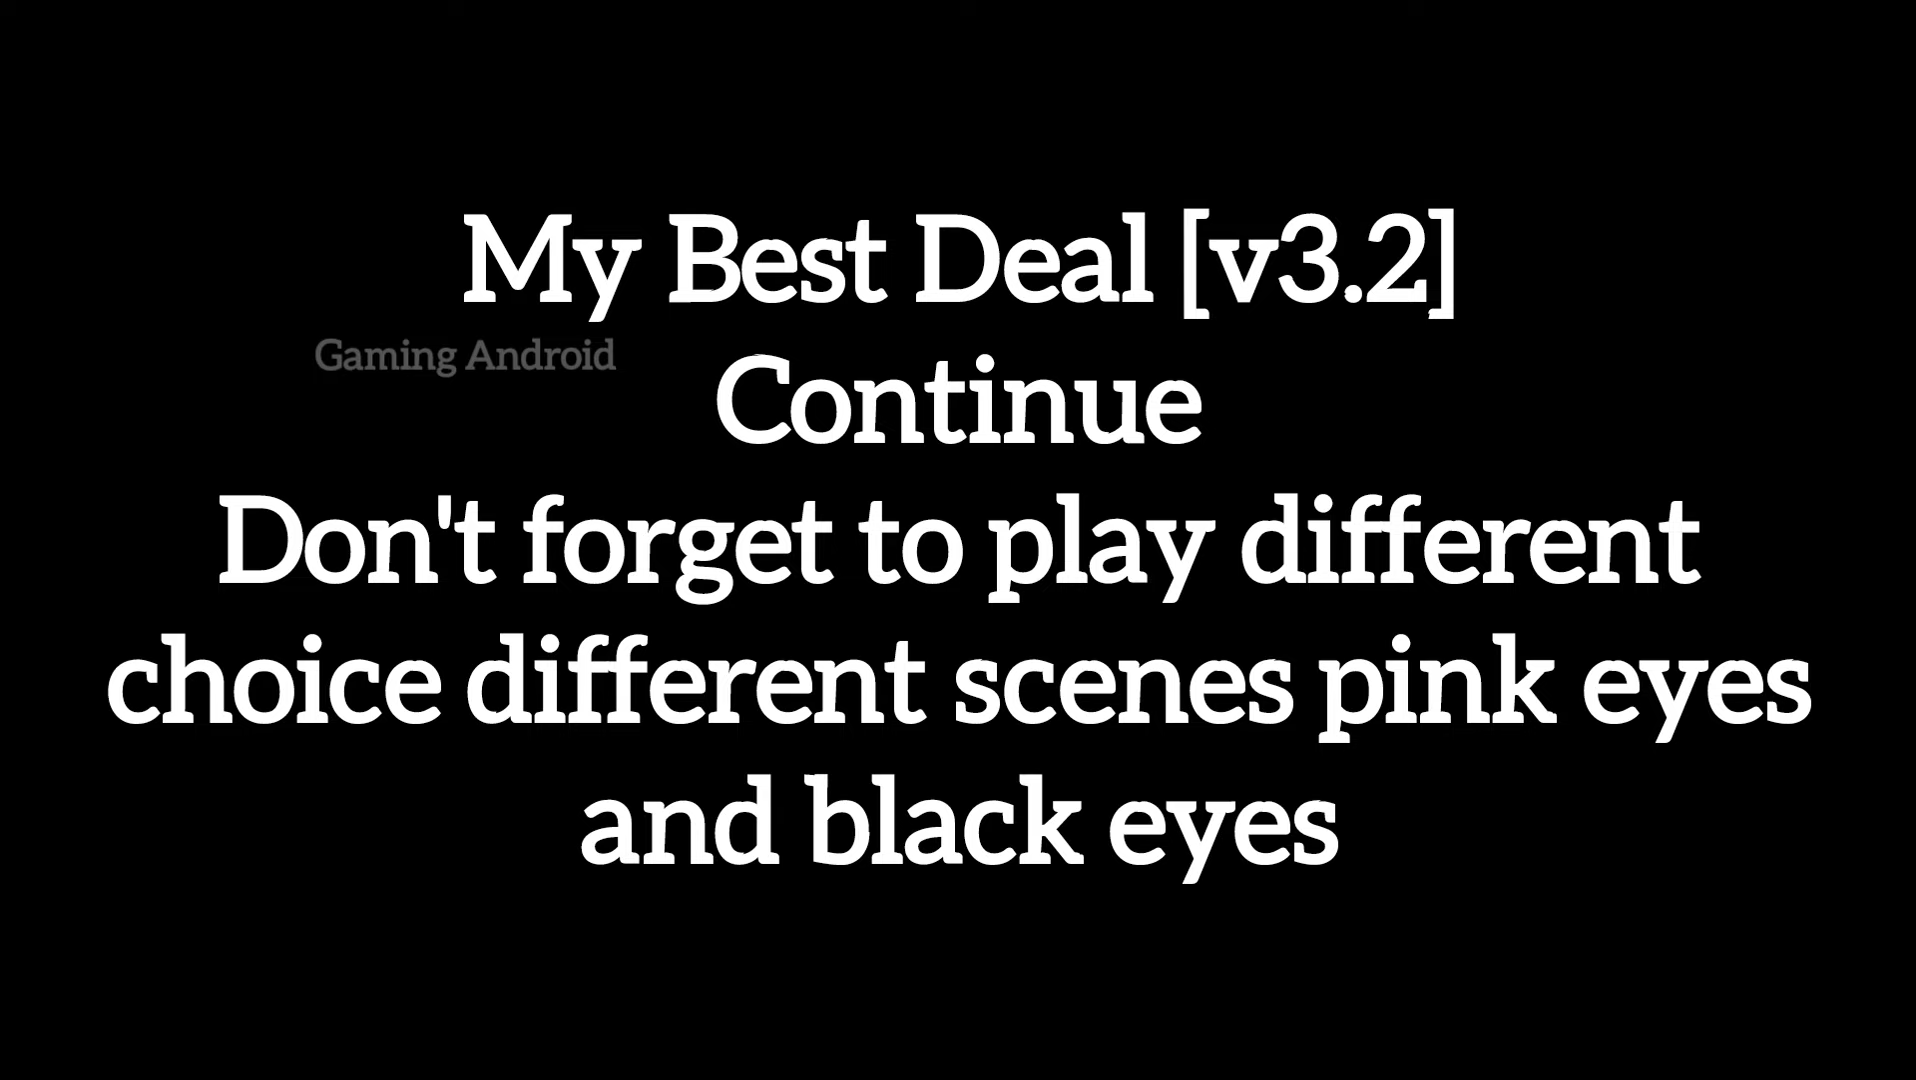 My Best Deal [v3.2]
Gaming Android
Continue
Don't forget to play different
choice different scenes pink eyes
and black eyes